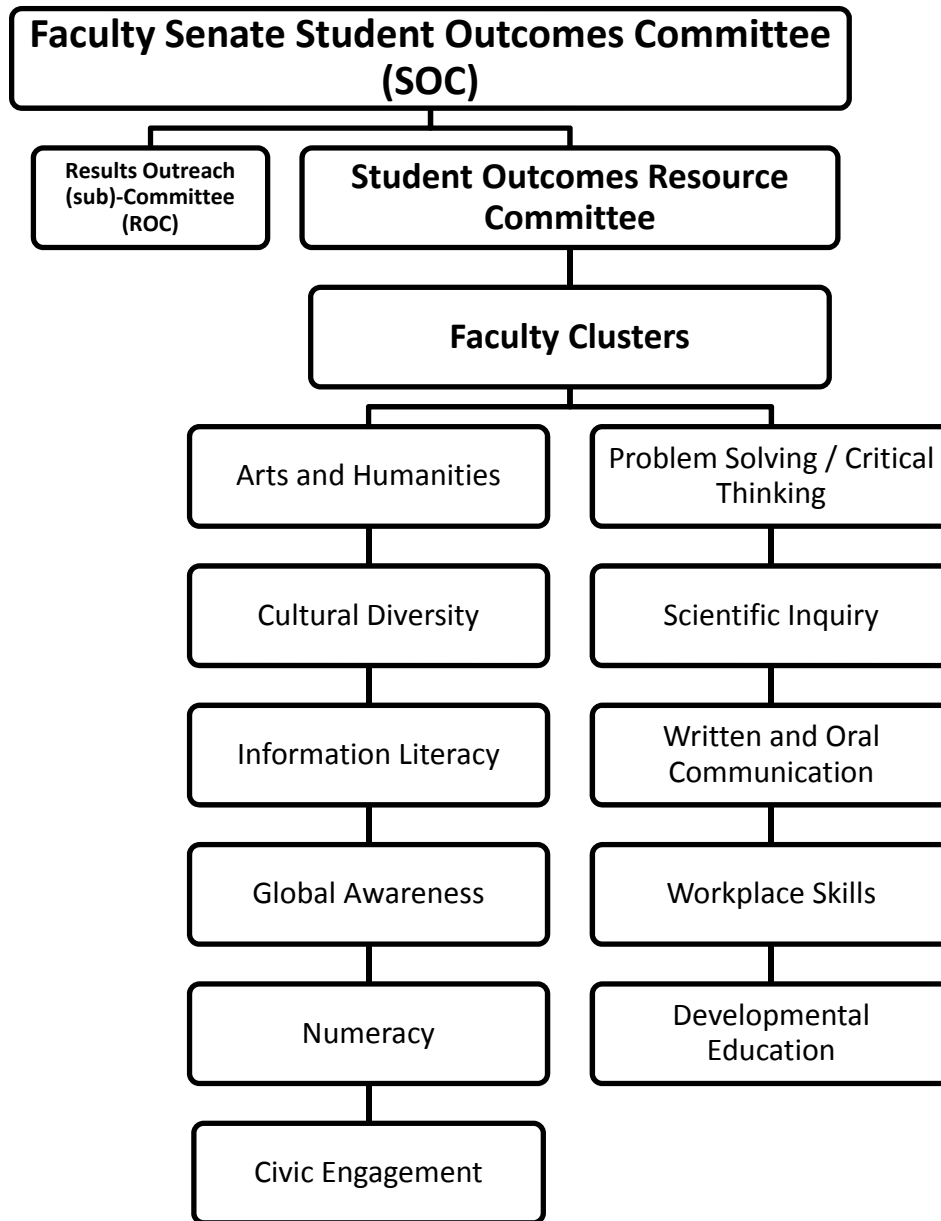 Faculty Senate Student Outcomes Committee
(SOC)
Results Outreach
(sub)-Committee
(ROC)
Student Outcomes Resource
Committee
Faculty Clusters
Arts and Humanities
Problem Solving / Critical
Thinking
Cultural Diversity
Scientific Inquiry
Information Literacy
Written and Oral
Communication
Global Awareness
Workplace Skills
Numeracy
Developmental
Education
Civic Engagement